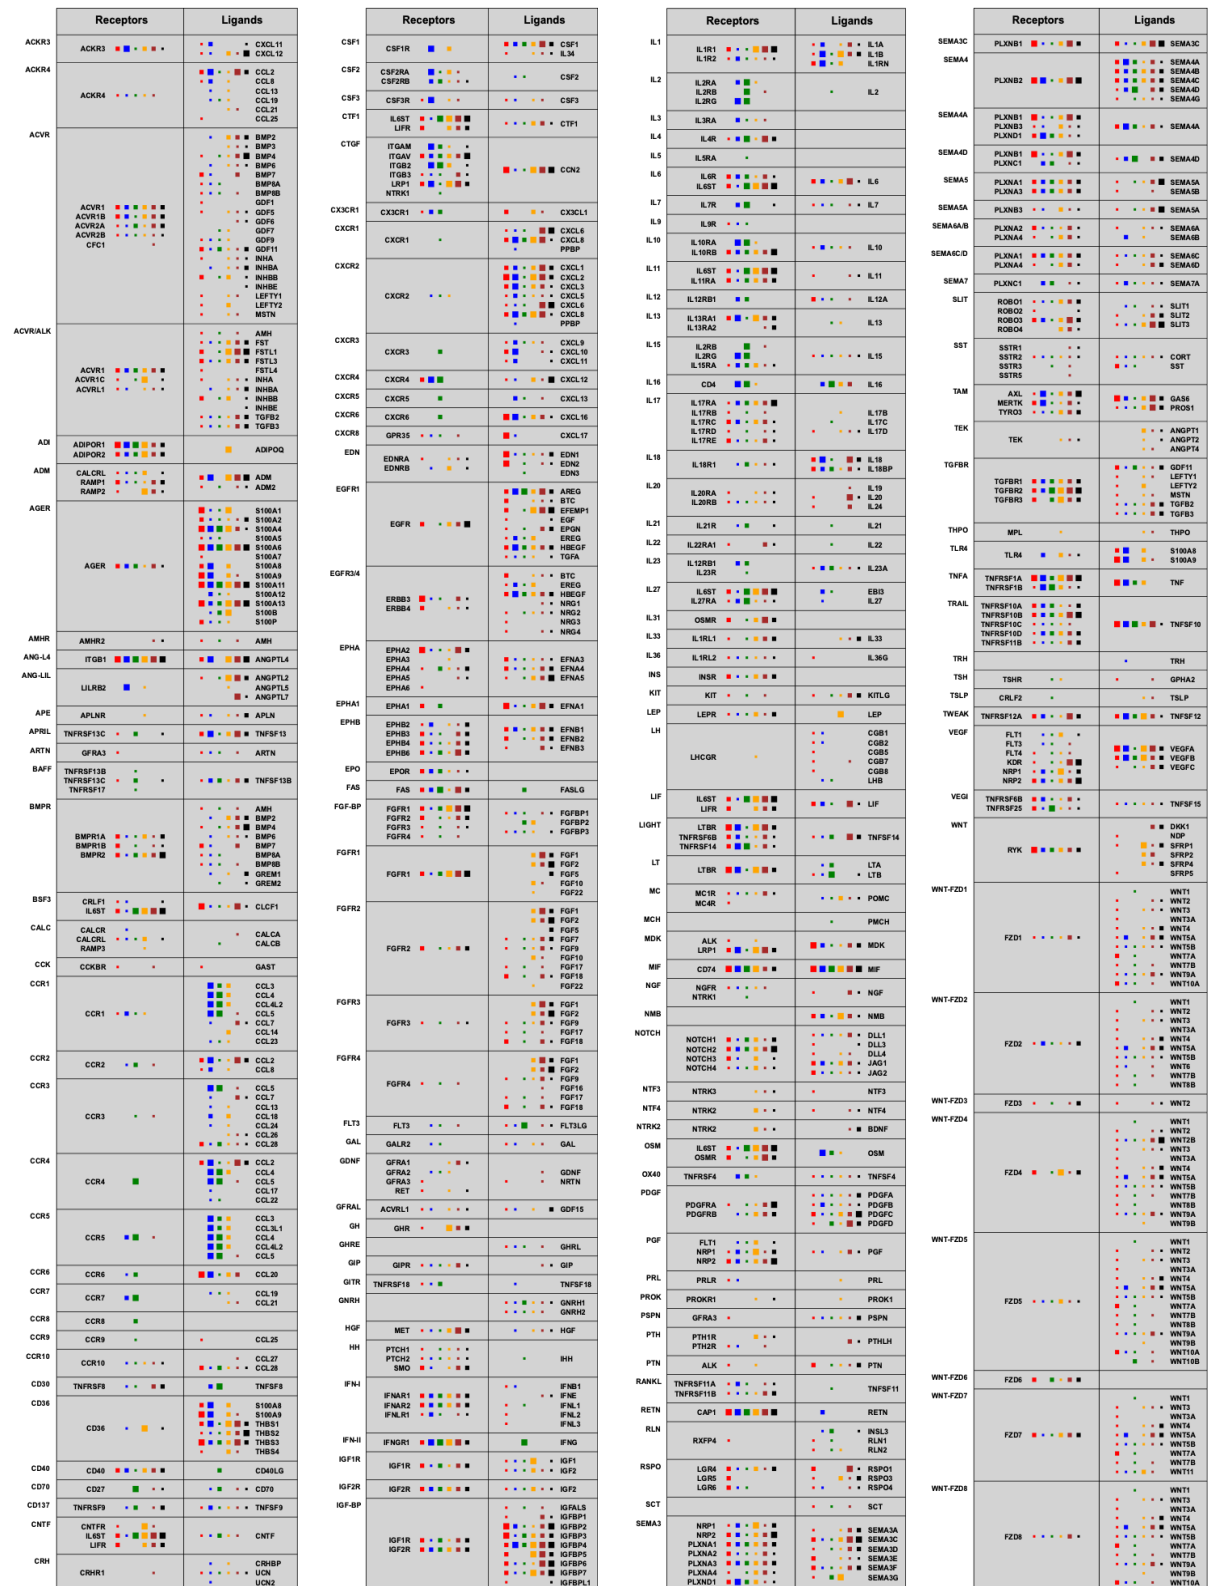 Receptors
Ligands
ACKR3
ACKR3
CXCL11
CXCL12
ACKR4
ACKR4
CCL2
CCL8
CCL13
CCL19
CCL21
CCL25
ACVR
ACVR1
ACVR1B
ACVR2A
ACVR2B
CFC1
BMP2
BMP3
BMP4
BMP6
BMP7
BMP8A
BMP8B
GDF1
GDF5
GDF6
GDF7
GDF9
GDF11
INHA
INHBA
INHBB
INHBE
LEFTY1
LEFTY2
MSTN
ACVR/ALK
ACVR1
ACVR1C
ACVRL1
AMH
FST
FSTL1
FSTL3
FSTL4
INHA
INHBA
INHBB
INHBE
TGFB2
TGFB3
ADI
ADIPOR1
ADIPOR2
ADIPOQ
ADM
CALCRL
RAMP1
RAMP2
ADM
ADM2
AGER
AGER
S100A1
S100A2
S100A4
S100A5
S100A6
S100A7
S100A8
S100A9
S100A11
S100A12
S100A13
S100B
S100P
AMHR
AMHR2
AMH
ANG-L4
ITGB1
ANGPTL4
ANG-LIL
LILRB2
ANGPTL2
ANGPTL5
ANGPTL7
APE
APLNR
APLN
APRIL
TNFRSF13C
TNFSF13
ARTN
GFRA3
ARTN
BAFF
TNFRSF13B
TNFRSF13C
TNFRSF17
TNFSF13B
BMPR
BMPR1A
BMPR1B
BMPR2
AMH
BMP2
BMP4
BMP6
BMP7
BMP8A
BMP8B
GREM1
GREM2
BSF3
CRLF1
IL6ST
CLCF1
CALC
CALCR
CALCRL
RAMP3
CALCA
CALCB
CCK
CCKBR
GAST
CCR1
CCR1
CCL3
CCL4
CCL4L2
CCL5
CCL7
CCL14
CCL23
CCR2
CCR2
CCL2
CCL8
CCR3
CCR3
CCL5
CCL7
CCL13
CCL18
CCL24
CCL26
CCL28
CCR4
CCR4
CCL2
CCL4
CCL5
CCL17
CCL22
CCR5
CCR5
CCL3
CCL3L1
CCL4
CCL4L2
CCL5
CCR6
CCR6
CCL20
CCR7
CCR7
CCL19
CCL21
CCR8
CCR8
CCR9
CCR9
CCL25
CCR10
CCR10
CCL27
CCL28
CD30
TNFRSF8
TNFSF8
CD36
CD36
S100A8
S100A9
THBS1
THBS2
THBS3
THBS4
CD40
CD40
CD40LG
CD70
CD27
CD70
CD137
TNFRSF9
TNFSF9
CNTF
CNTFR
IL6ST
LIFR
CNTF
CRH
CRHR1
CRHBP
UCN
UCN2
Receptors
Ligands
CSF1
CSF1R
CSF1
IL34
CSF2
CSF2RA
CSF2RB
CSF2
CSF3
CSF3R
CSF3
CTF1
IL6ST
LIFR
CTF1
CTGF
ITGAM
ITGAV
ITGB2
ITGB3
LRP1
NTRK1
CCN2
CX3CR1
CX3CR1
CX3CL1
CXCR1
CXCR1
CXCL6
CXCL8
PPBP
CXCR2
CXCR2
CXCL1
CXCL2
CXCL3
CXCL5
CXCL6
CXCL8
PPBP
CXCR3
CXCR3
CXCL9
CXCL10
CXCL11
CXCR4
CXCR4
CXCL12
CXCR5
CXCR5
CXCL13
CXCR6
CXCR6
CXCL16
CXCR8
GPR35
CXCL17
EDN
EDNRA
EDNRB
EDN1
EDN2
EDN3
EGFR1
EGFR
AREG
BTC
EFEMP1
EGF
EPGN
EREG
HBEGF
TGFA
EGFR3/4
ERBB3
ERBB4
BTC
EREG
HBEGF
NRG1
NRG2
NRG3
NRG4
EPHA
EPHA2
EPHA3
EPHA4
EPHA5
EPHA6
EFNA3
EFNA4
EFNA5
EPHA1
EPHA1
EFNA1
EPHB
EPHB2
EPHB3
EPHB4
EPHB6
EFNB1
EFNB2
EFNB3
EPO
EPOR
FAS
FAS
FASLG
FGF-BP
FGFR1
FGFR2
FGFR3
FGFR4
FGFBP1
FGFBP2
FGFBP3
FGFR1
FGFR1
FGF1
FGF2
FGF5
FGF10
FGF22
FGFR2
FGFR2
FGF1
FGF2
FGF5
FGF7
FGF9
FGF10
FGF17
FGF18
FGF22
FGFR3
FGFR3
FGF1
FGF2
FGF9
FGF17
FGF18
FGFR4
FGFR4
FGF1
FGF2
FGF9
FGF16
FGF17
FGF18
FLT3
FLT3
FLT3LG
GAL
GALR2
GAL
GDNF
GFRA1
GFRA2
GFRA3
RET
GDNF
NRTN
GFRAL
ACVRL1
GDF15
GH
GHR
GHRE
GHRL
GIP
GIPR
GIP
GITR
TNFRSF18
TNFSF18
GNRH
GNRH1
GNRH2
HGF
MET
HGF
HH
PTCH1
PTCH2
SMO
IHH
IFN-I
IFNAR1
IFNAR2
IFNLR1
IFNB1
IFNE
IFNL1
IFNL2
IFNL3
IFN-II
IFNGR1
IFNG
IGF1R
IGF1R
IGF1
IGF2
IGF2R
IGF2R
IGF2
IGF-BP
IGF1R
IGF2R
IGFALS
IGFBP1
IGFBP2
IGFBP3
IGFBP4
IGFBP5
IGFBP6
IGFBP7
IGFBPL1
Receptors
Ligands
IL1
IL1R1
IL1R2
IL1A
IL1B
IL1RN
IL2
IL2RA
IL2RB
IL2RG
IL2
IL3
IL3RA
IL4
IL4R
IL5
IL5RA
IL6
IL6R
IL6ST
IL6
IL7
IL7R
IL7
IL9
IL9R
IL10
IL10RA
IL10RB
IL10
IL11
IL6ST
IL11RA
IL11
IL12
IL12RB1
IL12A
IL13
IL13RA1
IL13RA2
IL13
IL15
IL2RB
IL2RG
IL15RA
IL15
IL16
CD4
IL16
IL17
IL17RA
IL17RB
IL17RC
IL17RD
IL17RE
IL17B
IL17C
IL17D
IL18
IL18R1
IL18
IL18BP
IL20
IL20RA
IL20RB
IL19
IL20
IL24
IL21
IL21R
IL21
IL22
IL22RA1
IL22
IL23
IL12RB1
IL23R
IL23A
IL27
IL6ST
IL27RA
EBI3
IL27
IL31
OSMR
IL33
IL1RL1
IL33
IL36
IL1RL2
IL36G
INS
INSR
KIT
KIT
KITLG
LEP
LEPR
LEP
LH
LHCGR
CGB1
CGB2
CGB5
CGB7
CGB8
LHB
LIF
IL6ST
LIFR
LIF
LIGHT
LTBR
TNFRSF6B
TNFRSF14
TNFSF14
LT
LTBR
LTA
LTB
MC
MC1R
MC4R
POMC
MCH
PMCH
MDK
ALK
LRP1
MDK
MIF
CD74
MIF
NGF
NGFR
NTRK1
NGF
NMB
NMB
NOTCH
NOTCH1
NOTCH2
NOTCH3
NOTCH4
DLL1
DLL3
DLL4
JAG1
JAG2
NTF3
NTRK3
NTF3
NTF4
NTRK2
NTF4
NTRK2
NTRK2
BDNF
OSM
IL6ST
OSMR
OSM
OX40
TNFRSF4
TNFSF4
PDGF
PDGFRA
PDGFRB
PDGFA
PDGFB
PDGFC
PDGFD
PGF
FLT1
NRP1
NRP2
PGF
PRL
PRLR
PRL
PROK
PROKR1
PROK1
PSPN
GFRA3
PSPN
PTH
PTH1R
PTH2R
PTHLH
PTN
ALK
PTN
RANKL
TNFRSF11A
TNFRSF11B
TNFSF11
RETN
CAP1
RETN
RLN
RXFP4
INSL3
RLN1
RLN2
RSPO
LGR4
LGR5
LGR6
RSPO1
RSPO3
RSPO4
SCT
SCT
SEMA3
NRP1
NRP2
PLXNA1
PLXNA2
PLXNA3
PLXNA4
PLXND1
SEMA3A
SEMA3C
SEMA3D
SEMA3E
SEMA3F
SEMA3G
Receptors
Ligands
SEMA3C
PLXNB1
SEMA3C
SEMA4
PLXNB2
SEMA4A
SEMA4B
SEMA4C
SEMA4D
SEMA4G
SEMA4A
PLXNB1
PLXNB3
PLXND1
SEMA4A
SEMA4D
PLXNB1
PLXNC1
SEMA4D
SEMA5
PLXNA1
PLXNA3
SEMA5A
SEMA5B
SEMA5A
PLXNB3
SEMA5A
SEMA6A/B
PLXNA2
PLXNA4
SEMA6A
SEMA6B
SEMA6C/D
PLXNA1
PLXNA4
SEMA6C
SEMA6D
SEMA7
PLXNC1
SEMA7A
SLIT
ROBO1
ROBO2
ROBO3
ROBO4
SLIT1
SLIT2
SLIT3
SST
SSTR1
SSTR2
SSTR3
SSTR5
CORT
SST
TAM
AXL
MERTK
TYRO3
GAS6
PROS1
TEK
TEK
ANGPT1
ANGPT2
ANGPT4
TGFBR
TGFBR1
TGFBR2
TGFBR3
GDF11
LEFTY1
LEFTY2
MSTN
TGFB2
TGFB3
THPO
MPL
THPO
TLR4
TLR4
S100A8
S100A9
TNFA
TNFRSF1A
TNFRSF1B
TNF
TRAIL
TNFRSF10A
TNFRSF10B
TNFRSF10C
TNFRSF10D
TNFRSF11B
TNFSF10
TRH
TRH
TSH
TSHR
GPHA2
TSLP
CRLF2
TSLP
TWEAK
TNFRSF12A
TNFSF12
VEGF
FLT1
FLT3
FLT4
KDR
NRP1
NRP2
VEGFA
VEGFB
VEGFC
VEGI
TNFRSF6B
TNFRSF25
TNFSF15
WNT
RYK
DKK1
NDP
SFRP1
SFRP2
SFRP4
SFRP5
WNT-FZD1
FZD1
WNT1
WNT2
WNT3
WNT3A
WNT4
WNT5A
WNT5B
WNT7A
WNT7B
WNT9A
WNT10A
WNT-FZD2
FZD2
WNT1
WNT2
WNT3
WNT3A
WNT4
WNT5A
WNT5B
WNT6
WNT7B
WNT8B
WNT-FZD3
FZD3
WNT2
WNT-FZD4
FZD4
WNT1
WNT2
WNT2B
WNT3
WNT3A
WNT4
WNT5A
WNT5B
WNT7B
WNT8B
WNT9A
WNT9B
WNT-FZD5
FZD5
WNT1
WNT2
WNT3
WNT3A
WNT4
WNT5A
WNT5B
WNT7A
WNT7B
WNT8B
WNT9A
WNT9B
WNT10A
WNT10B
WNT-FZD6
FZD6
WNT-FZD7
FZD7
WNT1
WNT3
WNT3A
WNT4
WNT5A
WNT5B
WNT7A
WNT7B
WNT11
WNT-FZD8
FZD8
WNT1
WNT3
WNT3A
WNT4
WNT5A
WNT5B
WNT7A
WNT7B
WNT9A
WNT9B
WNT10A